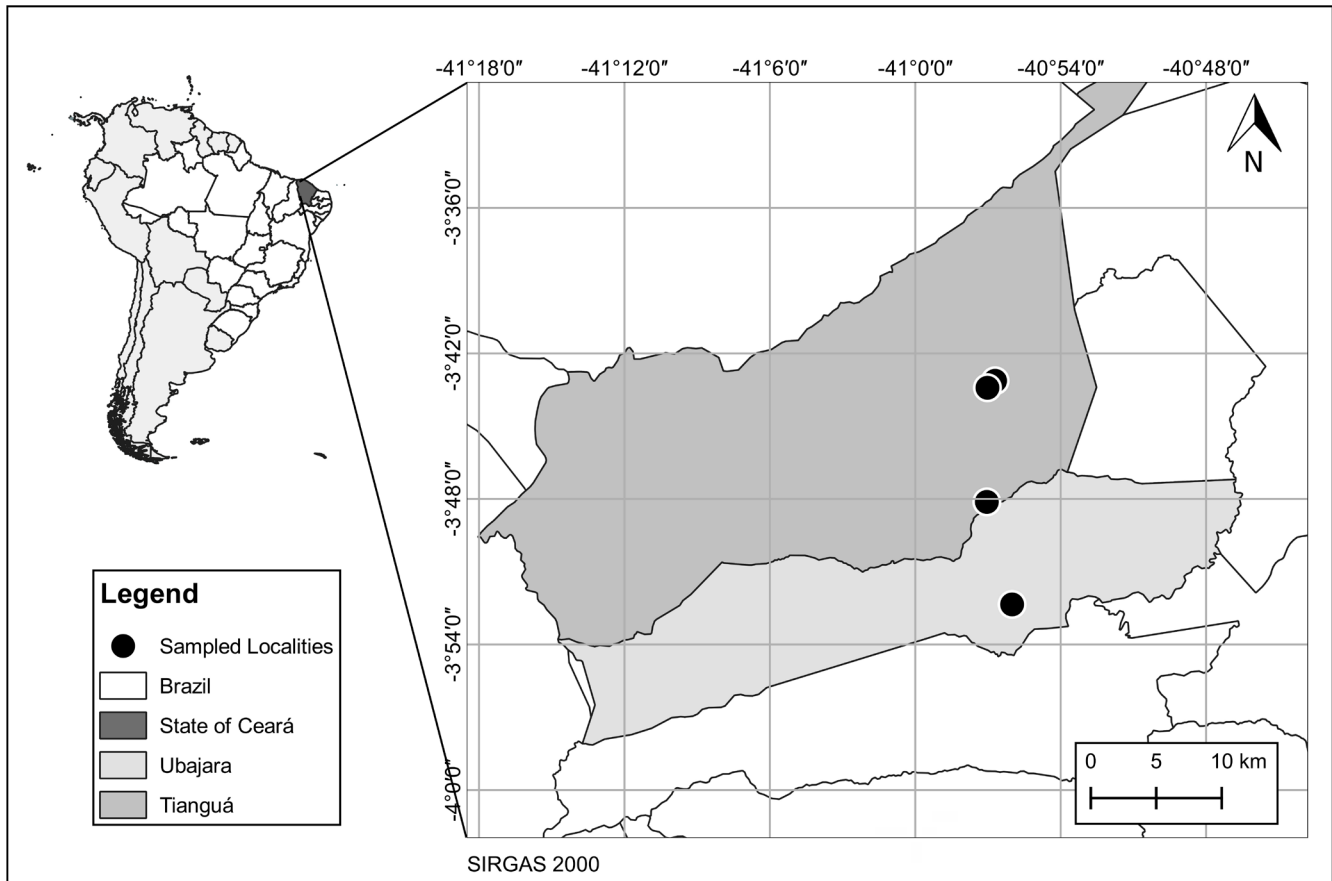 -41°18′0″ -41°12′0″ -41°6′0″ -41°0′0″ -40°54′0″ -40°48′0″
N
-3°36′0″
-3°42′0″
-3°48′0″
-3°54′0″
-4°0′0″
Legend
Sampled Localities
Brazil
State of Ceará
Ubajara
Tianguá
0 5 10 km
SIRGAS 2000